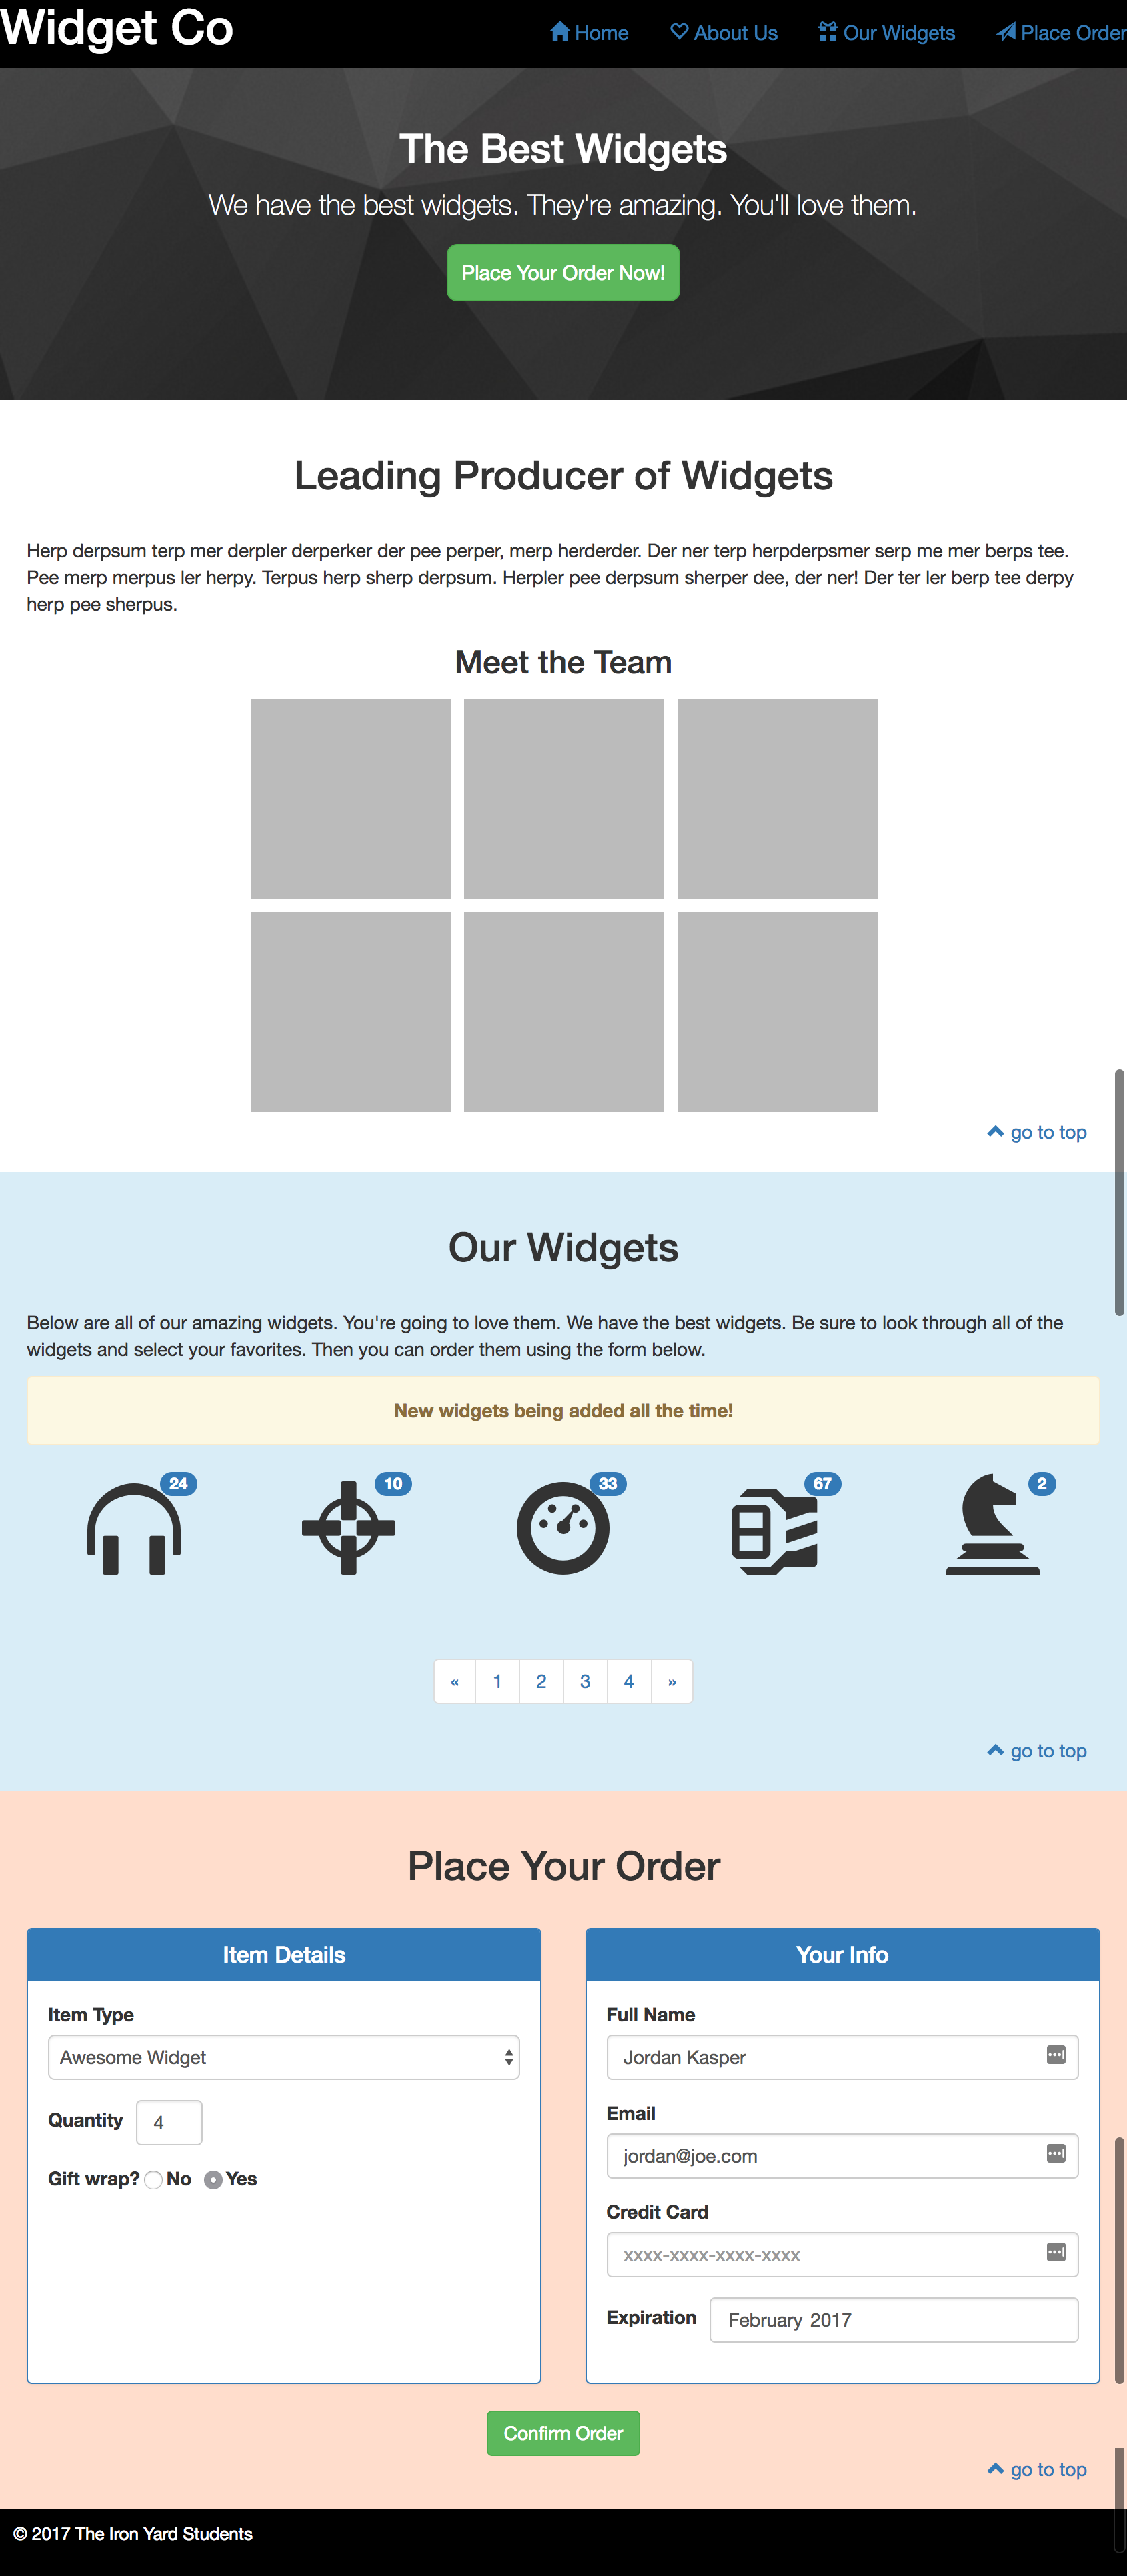 Widget Co
Home About Us Our Widgets Place Order
The Best Widgets
We have the best widgets. They're amazing. You'll love them.
Place Your Order Now!
Leading Producer of Widgets
Herp derpsum terp mer derpler derperker der pee perper, merp herderder. Der ner terp herpderpsmer serp me mer berps tee.
Pee merp merpus ler herpy. Terpus herp sherp derpsum. Herpler pee derpsum sherper dee, der ner! Der ter ler berp tee derpy
herp pee sherpus.
Meet the Team
go to top
Our Widgets
Below are all of our amazing widgets. You're going to love them. We have the best widgets. Be sure to look through all of the
widgets and select your favorites. Then you can order them using the form below.
New widgets being added all the time!
24 10 33 67 2
« 1 2 3 4 »
go to top
Place Your Order
Item Details
Item Type
Awesome Widget
Quantity 4
Gift wrap? No Yes
Your Info
Full Name
Jordan Kasper
Email
jordan@joe.com
Credit Card
xxxx-xxxx-xxxx-xxxx
Expiration February 2017
Confirm Order
go to top
© 2017 The Iron Yard Students